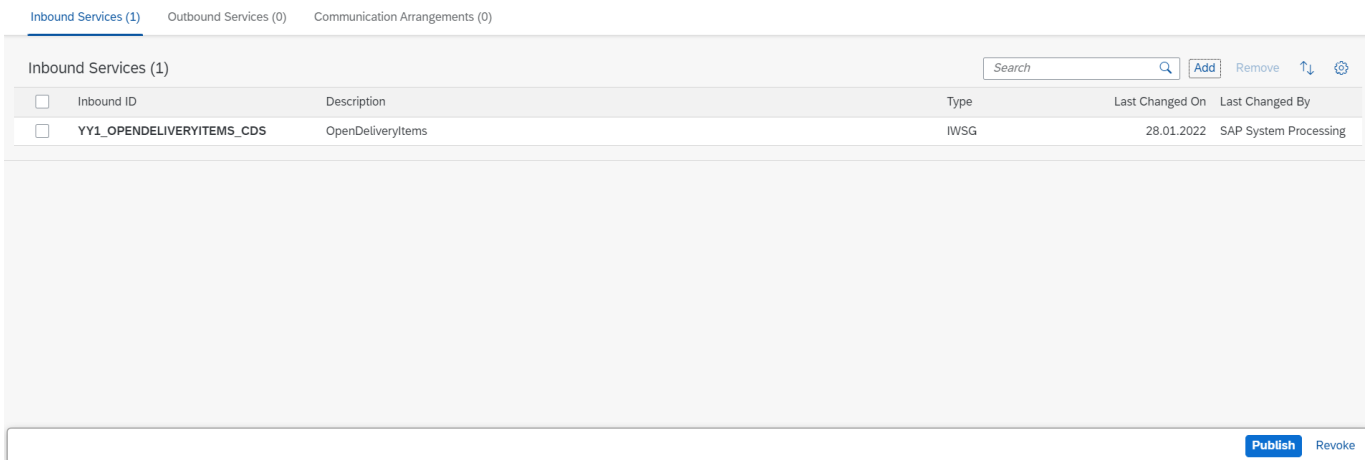 Inbound Services (1) Outbound Services (0) Communication Arrangements (0)
Inbound Services (1) Search Add Remove
Inbound ID Description Type Last Changed On Last Changed By
YY1_OPENDELIVERYITEMS_CDS OpenDeliveryItems IWSG 28.01.2022 SAP System Processing
Publish Revoke